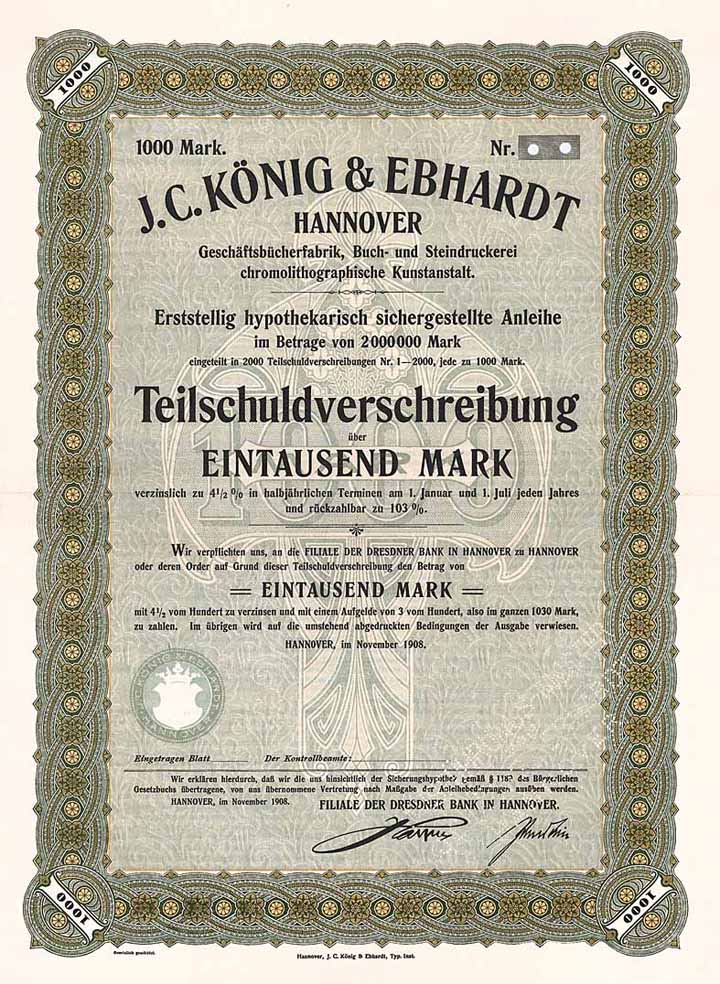 1000
1000
1000 Mark. Nr.
J. C. KÖNIG & EBHARDT
HANNOVER
Geschäftsbücherfabrik, Buch- und Steindruckerei
chromolithographische Kunstanstalt.
Erststellig hypothekarisch sichergestellte Anleihe
im Betrage von 2 000 000 Mark
eingeteilt in 2000 Teilschuldverschreibungen Nr. 1—2000, jede zu 1000 Mark.
Teilschuldverschreibung
über
1000
EINTAUSEND MARK
verzinslich zu 4½ % in halbjährlichen Terminen am 1. Januar und 1. Juli jeden Jahres
und rückzahlbar zu 103 %.
Wir verpflichten uns, an die FILIALE DER DRESDNER BANK IN HANNOVER zu HANNOVER
oder deren Order auf Grund dieser Teilschuldverschreibung den Betrag von
= EINTAUSEND MARK =
mit 4½ vom Hundert zu verzinsen und mit einem Aufgelde von 3 vom Hundert, also im ganzen 1030 Mark,
zu zahlen. Im übrigen wird auf die umstehend abgedruckten Bedingungen der Ausgabe verwiesen.
HANNOVER, im November 1908.
Eingetragen Blatt Der Kontrollbeamte:
Wir erklären hierdurch, daß wir die uns hinsichtlich der Sicherungshypothek gemäß § 1187 des Bürgerlichen
Gesetzbuchs übertragene, von uns übernommene Vertretung nach Maßgabe der Anleihebedingungen ausüben werden.
HANNOVER, im November 1908. FILIALE DER DRESDNER BANK IN HANNOVER.
1000
1000
Gesetzlich geschützt.
Hannover, J. C. König & Ebhardt, Typ. Inst.